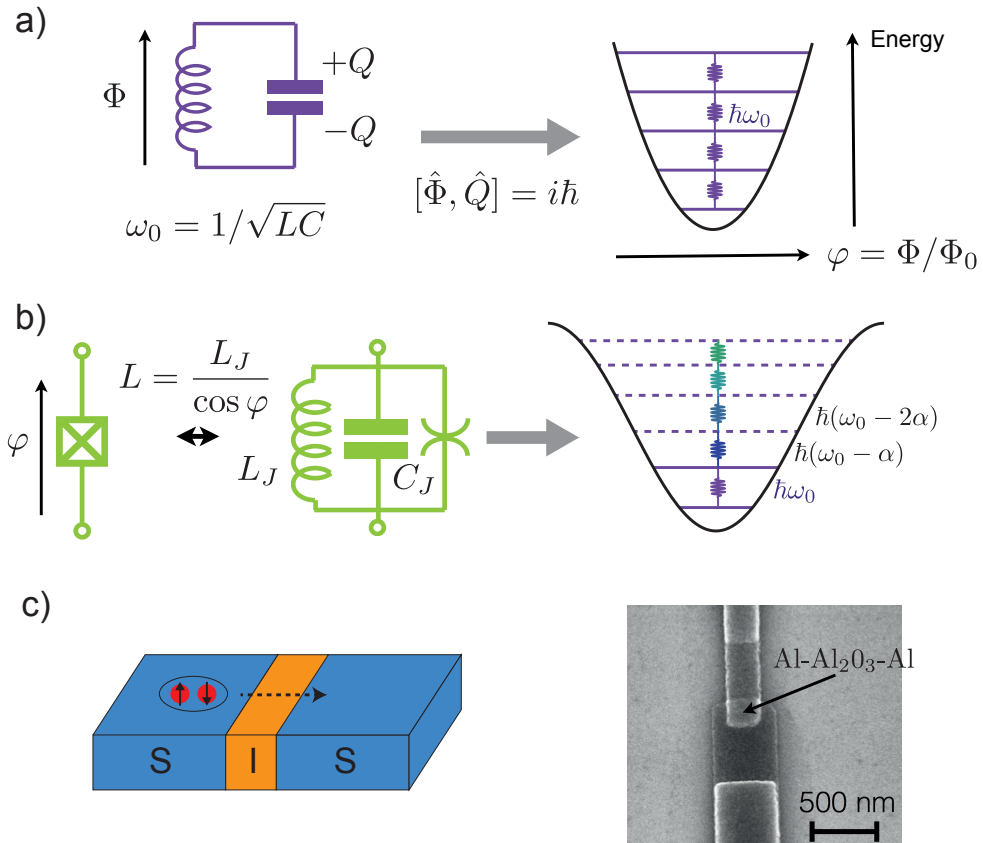 a)
Φ
+Q
−Q
ω₀ = 1/√LC
[Φ̂, Q̂] = iħ
ħω₀
Energy
φ = Φ/Φ₀
b)
φ
L = L_J / cos φ
L_J
C_J
ħ(ω₀ − 2α)
ħ(ω₀ − α)
ħω₀
c)
S
I
S
Al-Al₂0₃-Al
500 nm